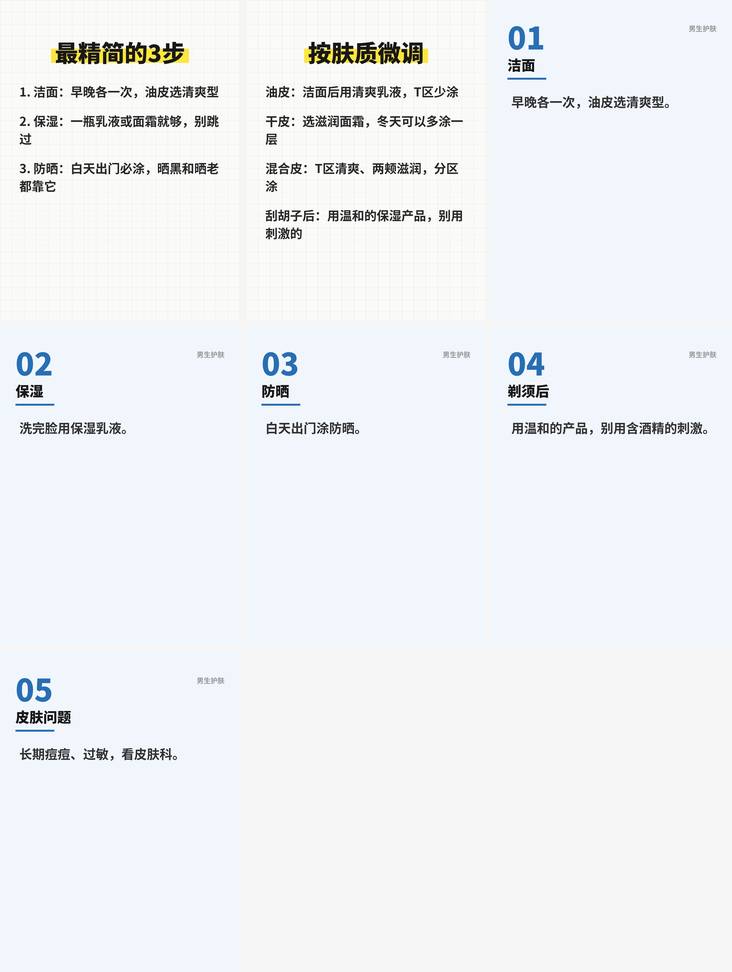 最精简的3步
1. 洁面：早晚各一次，油皮选清爽型
2. 保湿：一瓶乳液或面霜就够，别跳
过
3. 防晒：白天出门必涂，晒黑和晒老
都靠它
按肤质微调
油皮：洁面后用清爽乳液，T区少涂
干皮：选滋润面霜，冬天可以多涂一
层
混合皮：T区清爽、两颊滋润，分区
涂
刮胡子后：用温和的保湿产品，别用
刺激的
01
男生护肤
洁面
早晚各一次，油皮选清爽型。
02
男生护肤
保湿
洗完脸用保湿乳液。
03
男生护肤
防晒
白天出门涂防晒。
04
男生护肤
剃须后
用温和的产品，别用含酒精的刺激。
05
男生护肤
皮肤问题
长期痘痘、过敏，看皮肤科。